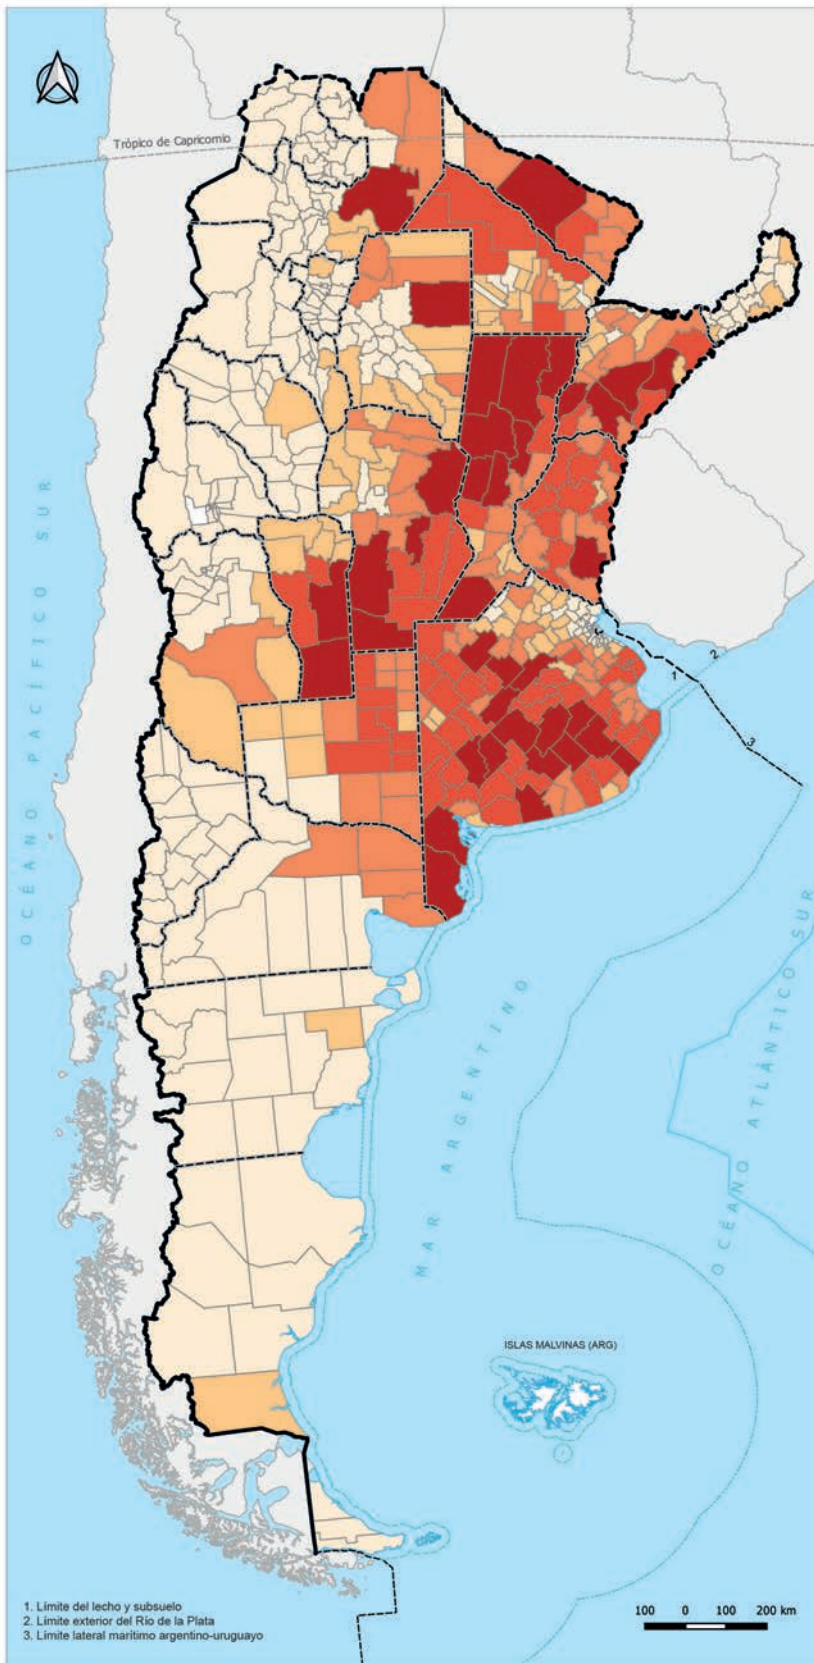 Trópico de Capricornio
OCÉANO PACÍFICO SUR
1
2
3
MAR ARGENTINO
OCÉANO ATLÁNTICO SUR
ISLAS MALVINAS (ARG)
1. Límite del lecho y subsuelo
2. Límite exterior del Río de la Plata
3. Límite lateral marítimo argentino-uruguayo
100 0 100 200 km